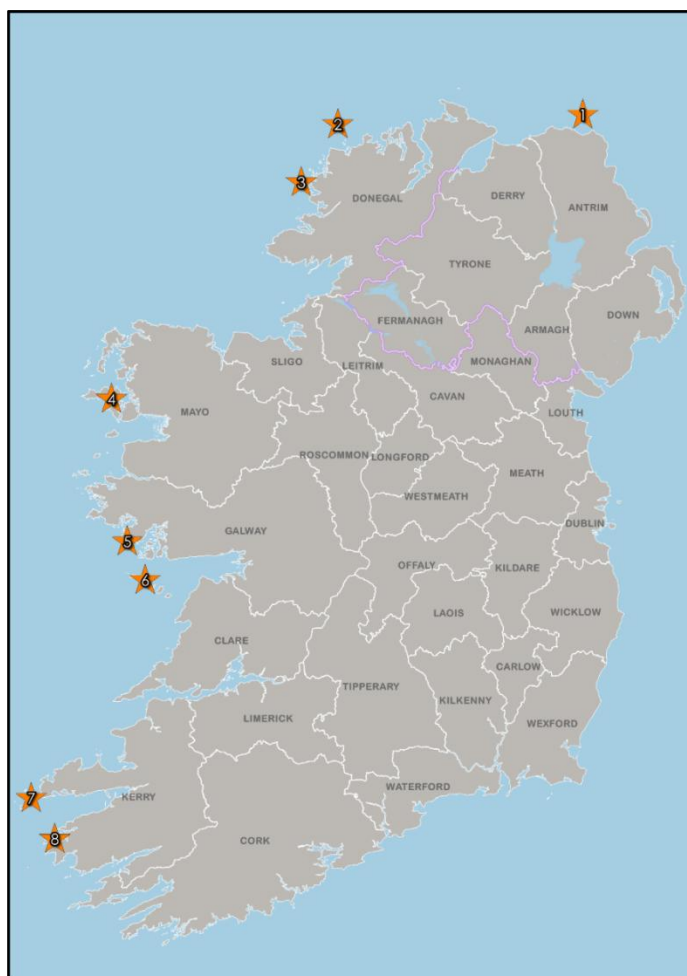 1
2
3
DONEGAL
DERRY
ANTRIM
TYRONE
FERMANAGH
ARMAGH
DOWN
MONAGHAN
SLIGO
LEITRIM
CAVAN
LOUTH
4
MAYO
ROSCOMMON
LONGFORD
MEATH
WESTMEATH
5
GALWAY
DUBLIN
6
OFFALY
KILDARE
LAOIS
WICKLOW
CLARE
CARLOW
TIPPERARY
KILKENNY
LIMERICK
WEXFORD
7
KERRY
WATERFORD
8
CORK